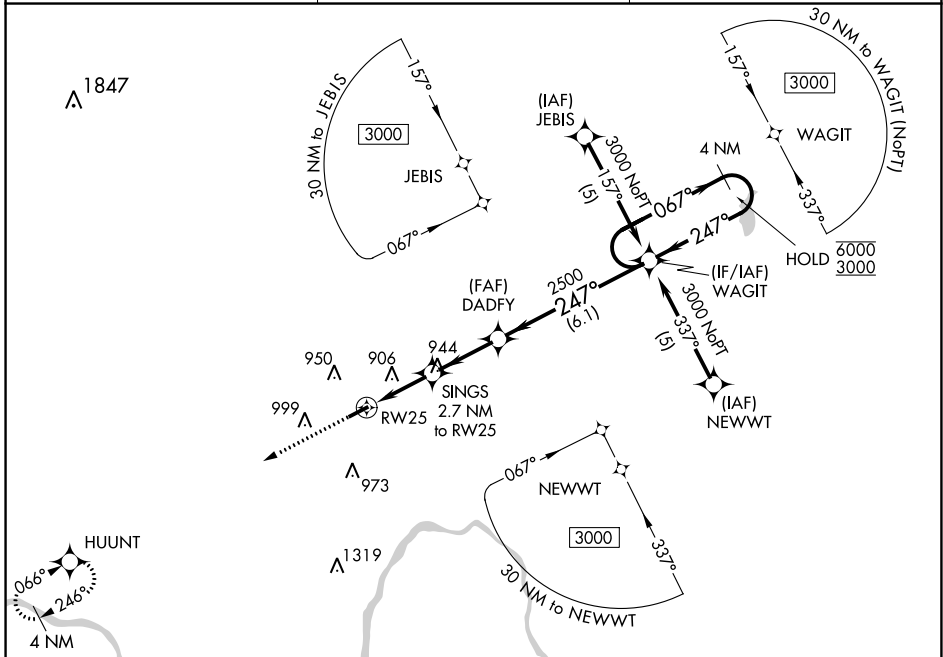 1847
30 NM to JEBIS
157°
3000
JEBIS
067°
(IAF)
JEBIS
3000 NoPT
157°
(5)
4 NM
067°
247°
30 NM to WAGIT (NoPT)
157°
3000
WAGIT
337°
HOLD 6000
3000
(IF/IAF)
WAGIT
2500
247°
(6.1)
(FAF)
DADFY
3000 NoPT
337°
(5)
(IAF)
NEWWT
950
906
944
SINGS
2.7 NM
to RW25
999
RW25
973
1319
067°
NEWWT
3000
337°
30 NM to NEWWT
HUUNT
066°
246°
4 NM